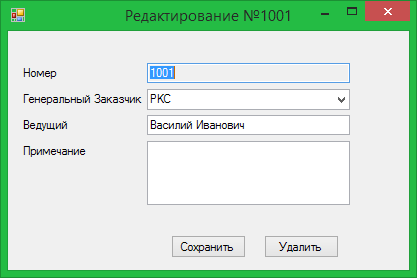 Редактирование №1001
Номер 1001
Генеральный Заказчик РКС
Ведущий Василий Иванович
Примечание
Сохранить Удалить